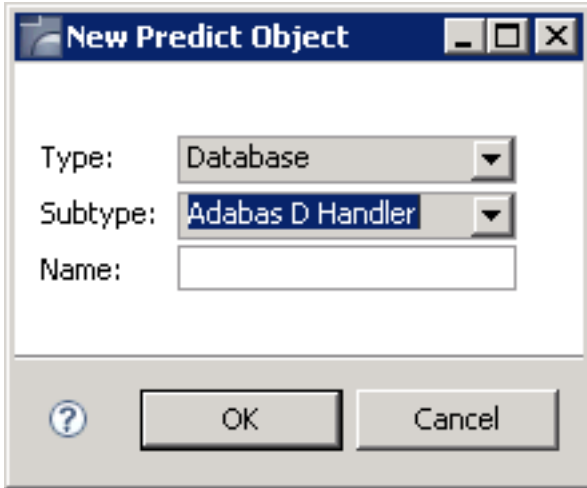 New Predict Object
Type: Database
Subtype: Adabas D Handler
Name:
? OK Cancel